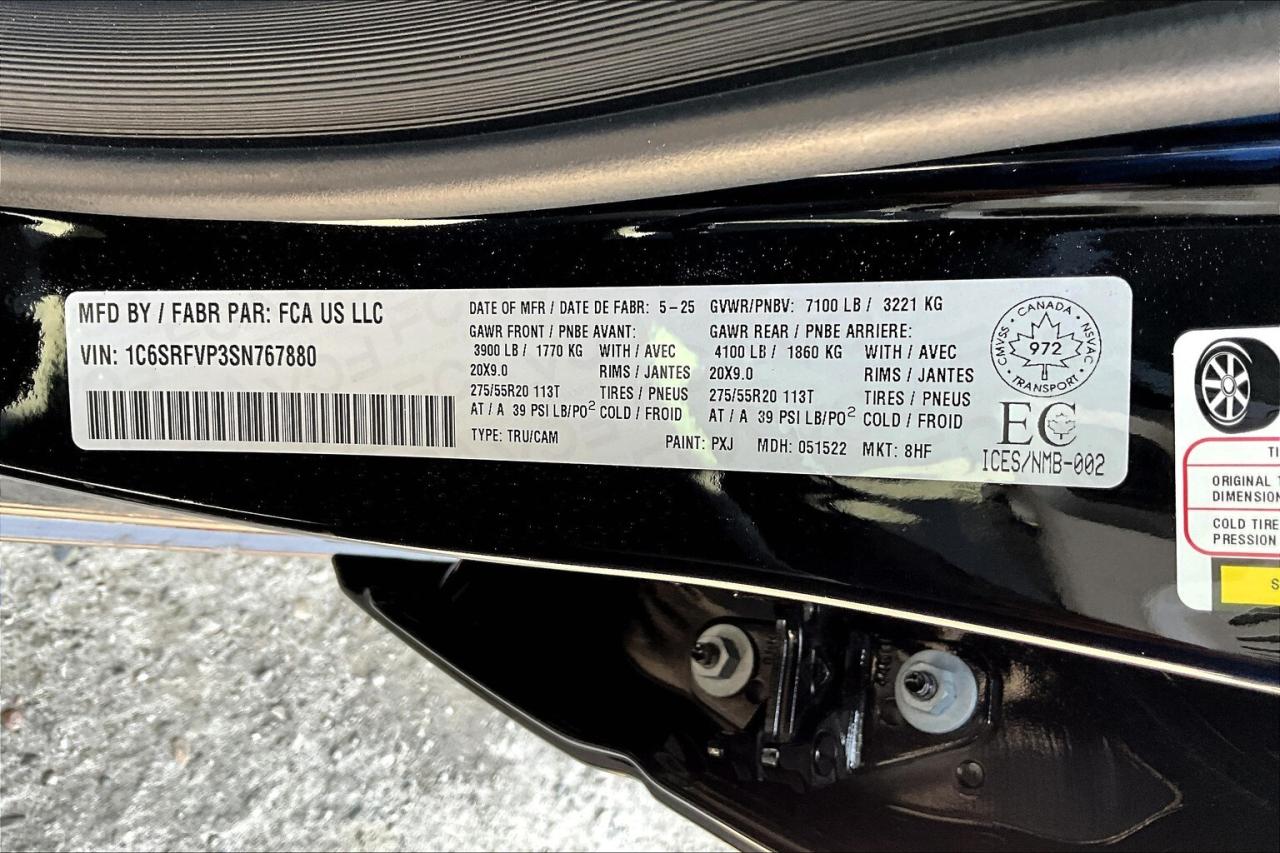 MFD BY / FABR PAR: FCA US LLC
VIN: 1C6SRFVP3SN767880
DATE OF MFR / DATE DE FABR: 5-25 GVWR/PNBV: 7100 LB / 3221 KG
GAWR FRONT / PNBE AVANT: GAWR REAR / PNBE ARRIERE:
3900 LB / 1770 KG WITH / AVEC 4100 LB / 1860 KG WITH / AVEC
20X9.0 RIMS / JANTES 20X9.0 RIMS / JANTES
275/55R20 113T TIRES / PNEUS 275/55R20 113T TIRES / PNEUS
AT / A 39 PSI LB/PO2 COLD / FROID AT / A 39 PSI LB/PO2 COLD / FROID
TYPE: TRU/CAM PAINT: PXJ MDH: 051522 MKT: 8HF
CMVSS · CANADA · NSVAC
972
· TRANSPORT ·
EC
ICES/NMB-002
ORIGINAL
DIMENSION
COLD TIRE
PRESSION